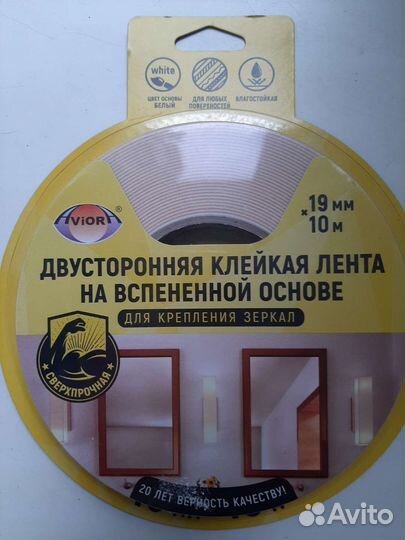 white
ЦВЕТ ОСНОВЫ
БЕЛЫЙ
ДЛЯ ЛЮБЫХ
ПОВЕРХНОСТЕЙ
ВЛАГОСТОЙКАЯ
AVIORA®
19 мм
× 10 м
ДВУСТОРОННЯЯ КЛЕЙКАЯ ЛЕНТА
НА ВСПЕНЕННОЙ ОСНОВЕ
ДЛЯ КРЕПЛЕНИЯ ЗЕРКАЛ
СВЕРХПРОЧНАЯ
20 ЛЕТ ВЕРНОСТЬ КАЧЕСТВУ!
Avito